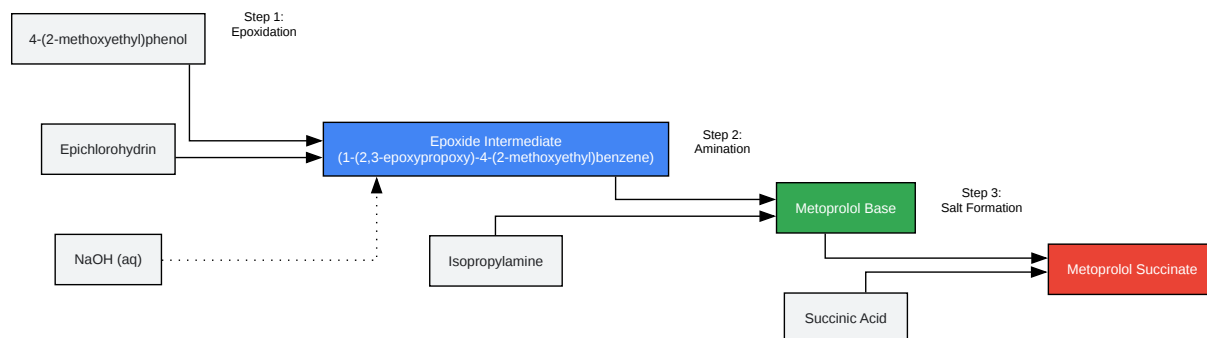 4-(2-methoxyethyl)phenol
Step 1:
Epoxidation
Epichlorohydrin
Epoxide Intermediate
(1-(2,3-epoxypropoxy)-4-(2-methoxyethyl)benzene)
Step 2:
Amination
NaOH (aq)
Isopropylamine
Metoprolol Base
Step 3:
Salt Formation
Succinic Acid
Metoprolol Succinate